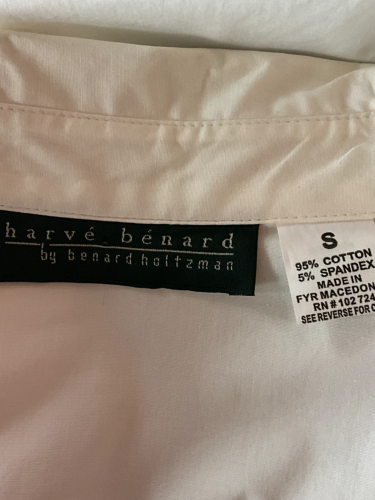 harvé bénard
by benard holtzman
S
95% COTTON
5% SPANDEX
MADE IN
FYR MACEDON
RN # 102 724
SEE REVERSE FOR C